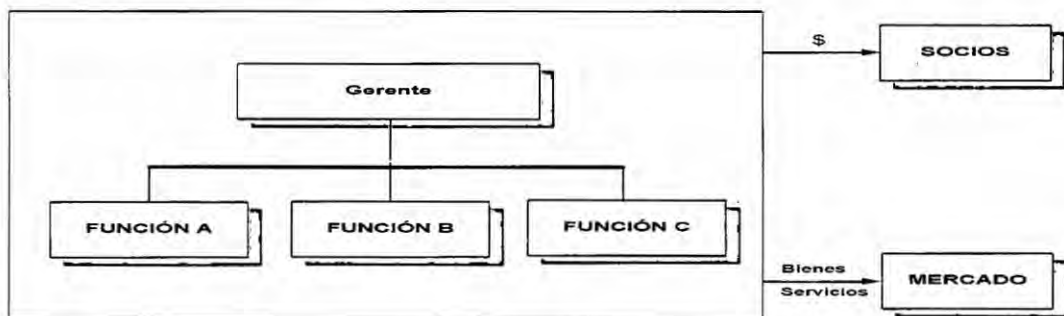 $
SOCIOS
Gerente
FUNCIÓN A
FUNCIÓN B
FUNCIÓN C
Bienes
Servicios
MERCADO